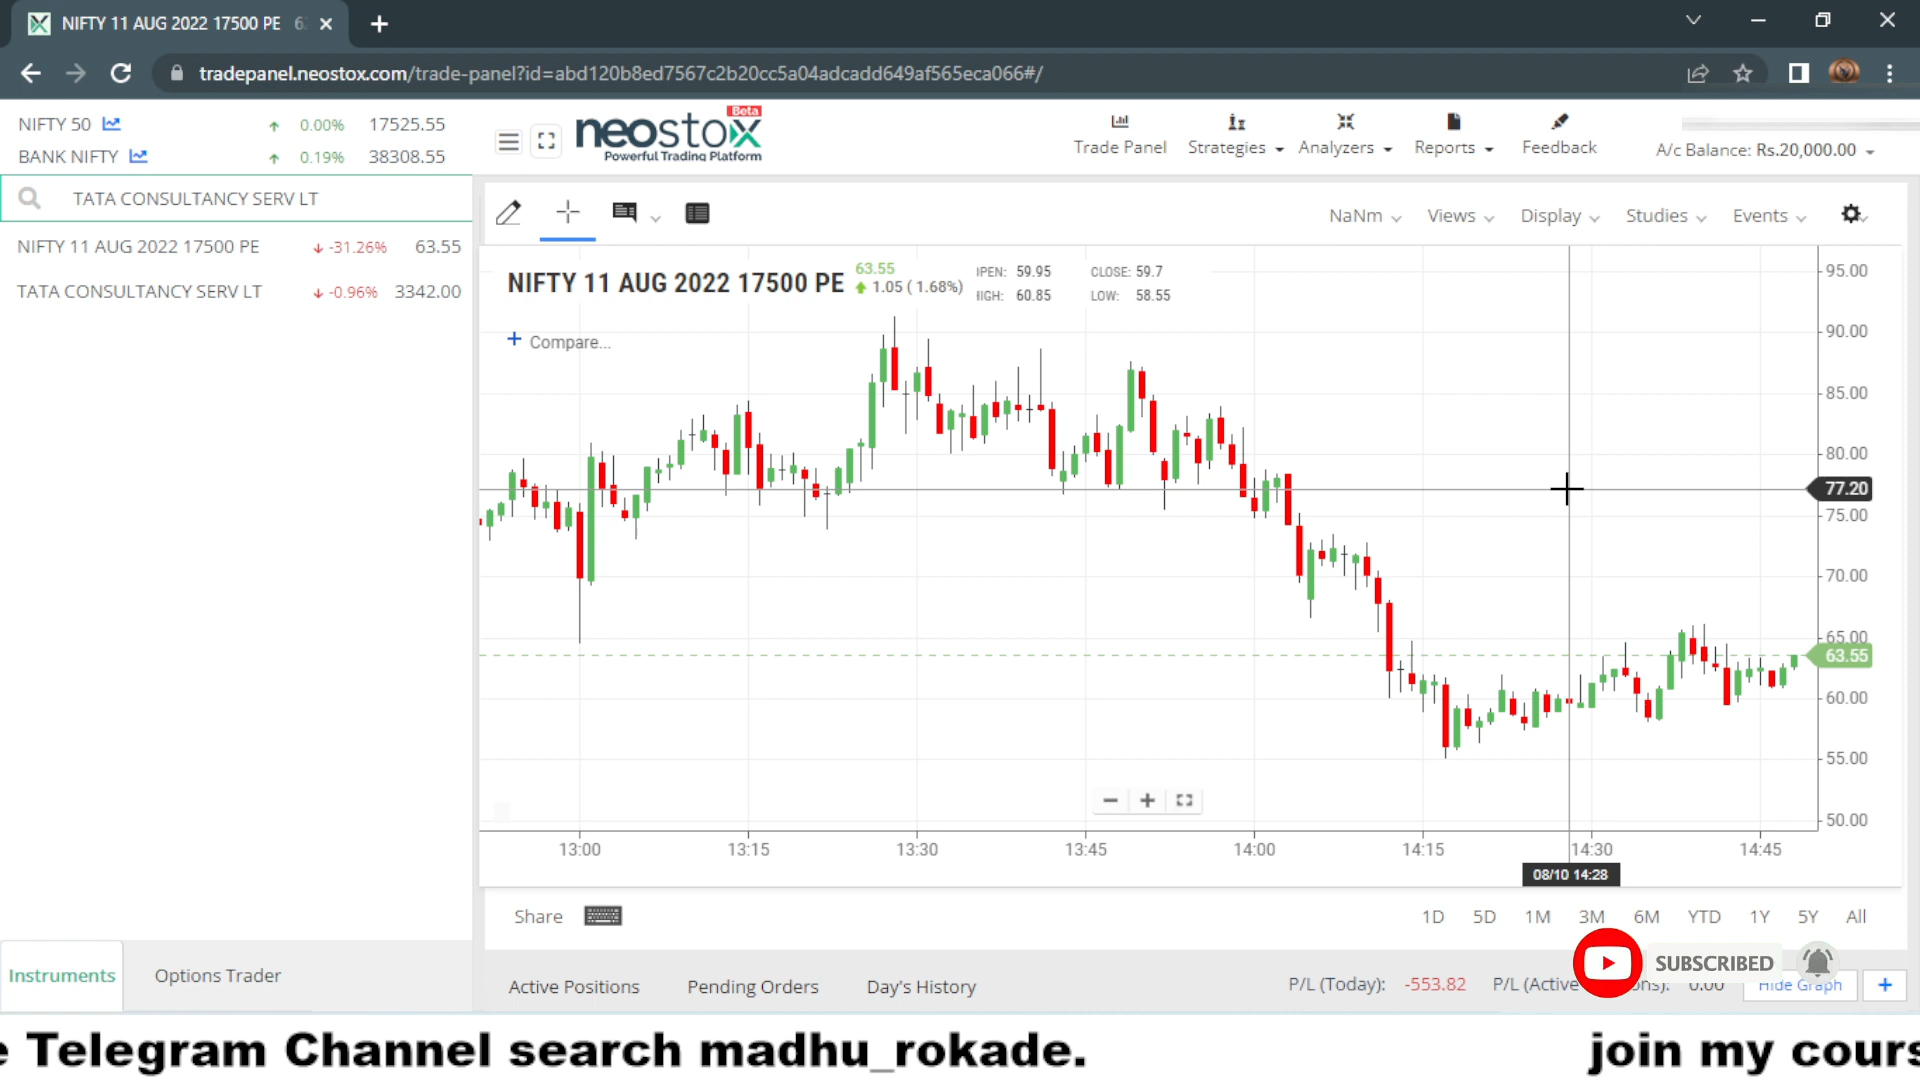 NIFTY 11 AUG 2022 17500 PE 6
tradepanel.neostox.com/trade-panel?id=abd120b8ed7567c2b20cc5a04adcadd649af565eca066#/
NIFTY 50 0.00% 17525.55
BANK NIFTY 0.19% 38308.55
neostox Beta
Powerful Trading Platform
Trade Panel Strategies Analyzers Reports Feedback A/c Balance: Rs.20,000.00
TATA CONSULTANCY SERV LT
NIFTY 11 AUG 2022 17500 PE -31.26% 63.55
TATA CONSULTANCY SERV LT -0.96% 3342.00
NaNm Views Display Studies Events
NIFTY 11 AUG 2022 17500 PE 63.55 1.05 ( 1.68%)
59.95 CLOSE: 59.7
60.85 LOW: 58.55
+ Compare...
95.00
90.00
85.00
80.00
77.20
75.00
70.00
65.00
63.55
60.00
55.00
50.00
13:00 13:15 13:30 13:45 14:00 14:15 14:30 14:45
08/10 14:28
Share 1D 5D 1M 3M 6M YTD 1Y 5Y All
Instruments Options Trader
Active Positions Pending Orders Day's History P/L (Today): -553.82 P/L (Active 0.00 Hide Graph +
SUBSCRIBED
e Telegram Channel search madhu_rokade. join my cours